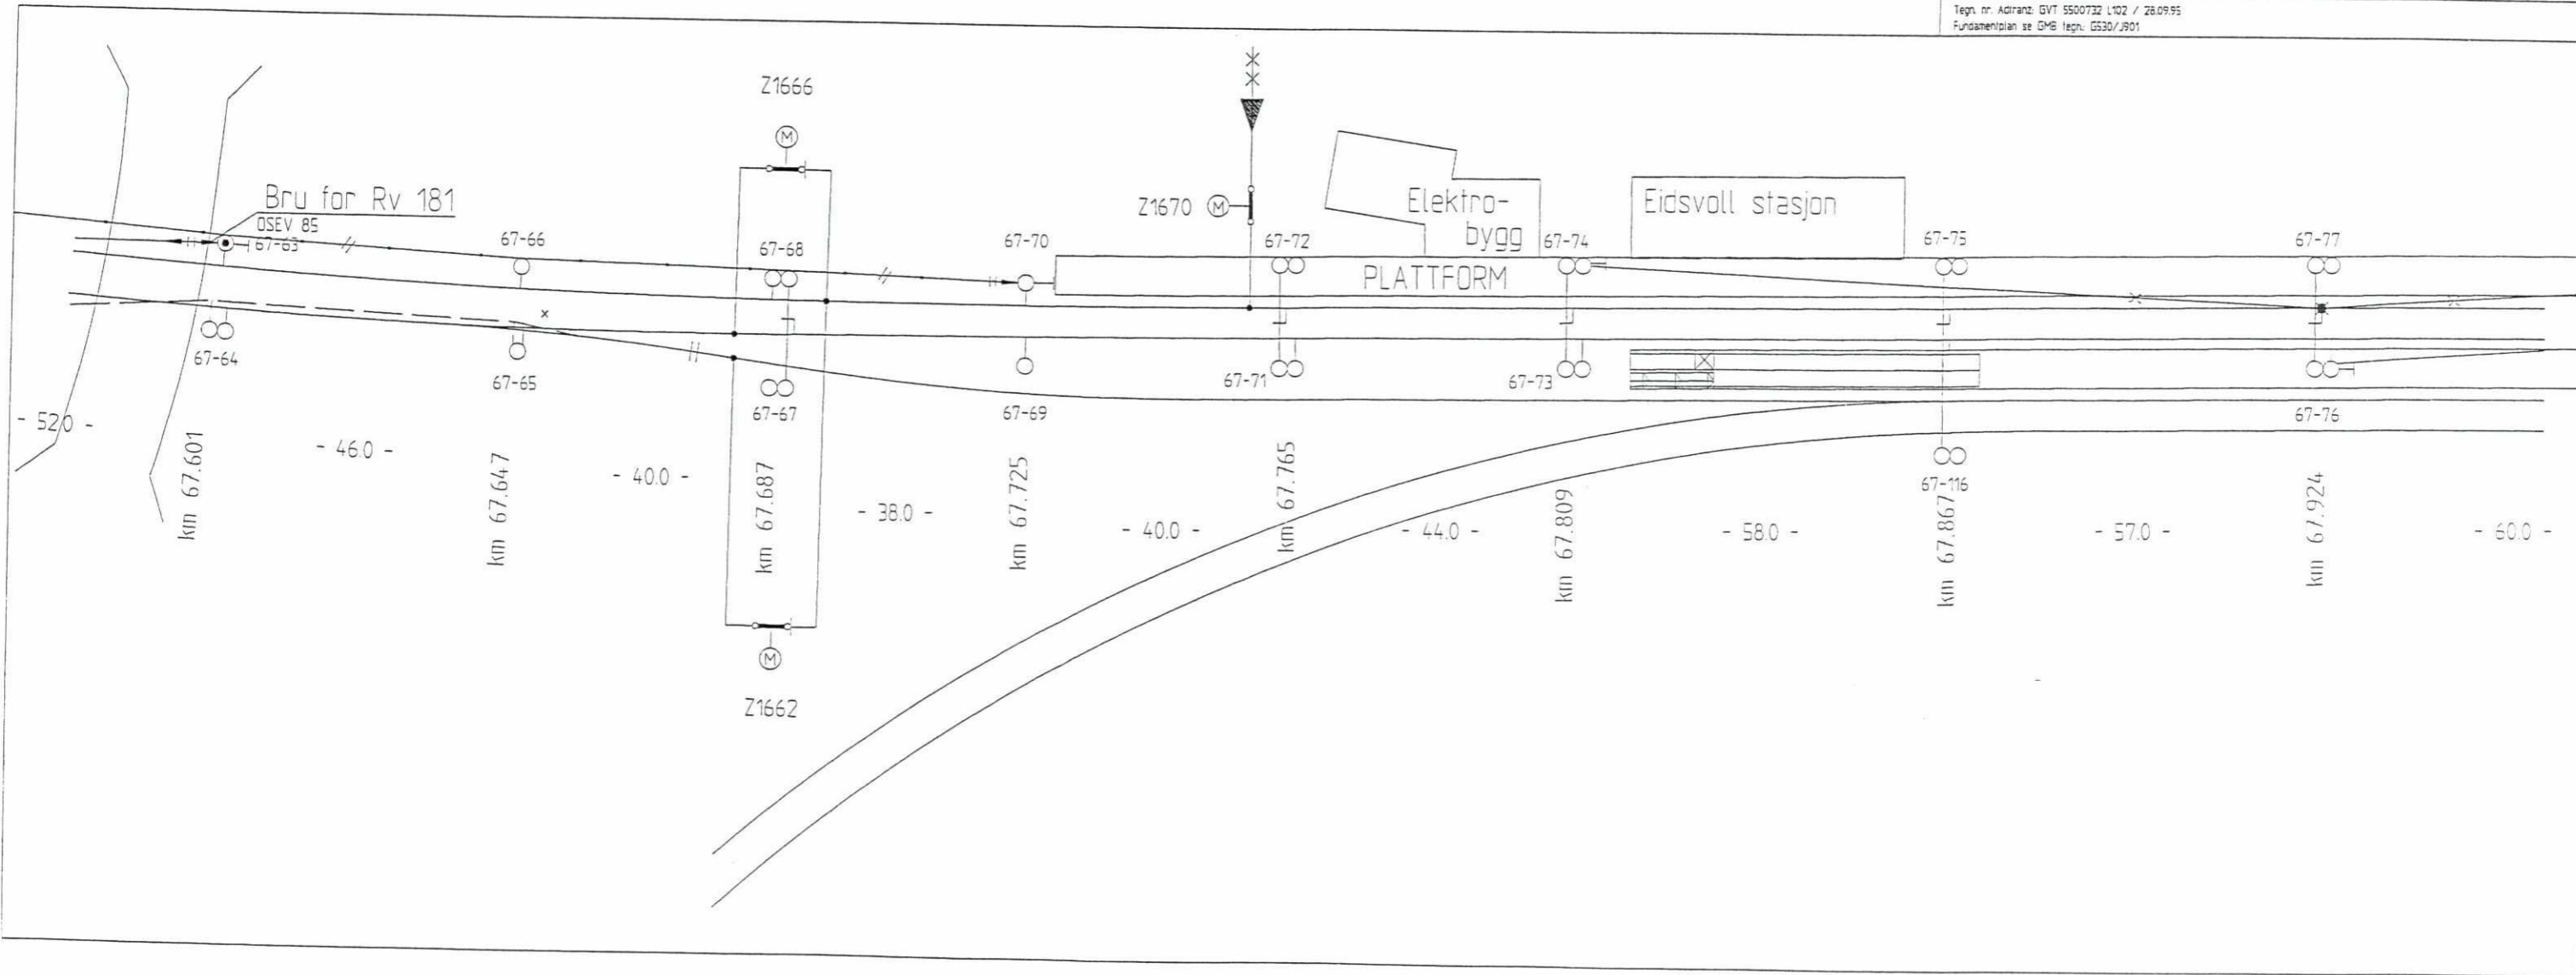 Tegn. nr. Adtranz: GVT 5500732 L102 / 28.09.95
Fundamentplan se GMB tegn.: G530/J901
Z1666
M
Bru for Rv 181
OSEV 85
67-63
67-66
67-68
67-70
Z1670 M
67-72
Elektro-
bygg
67-74
Eidsvoll stasjon
67-75
67-77
PLATTFORM
67-64
67-65
67-67
67-69
67-71
67-73
67-76
67-116
- 52.0 -
km 67.601
- 46.0 -
km 67.647
- 40.0 -
km 67.687
- 38.0 -
km 67.725
- 40.0 -
km 67.765
- 44.0 -
km 67.809
- 58.0 -
km 67.867
- 57.0 -
km 67.924
- 60.0 -
M
Z1662